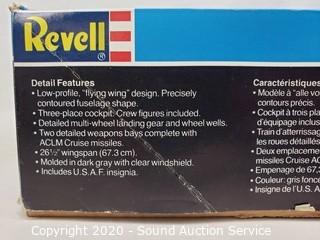 Revell
®
Detail Features
• Low-profile, "flying wing" design. Precisely
contoured fuselage shape.
• Three-place cockpit. Crew figures included.
• Detailed multi-wheel landing gear and wheel wells.
• Two detailed weapons bays complete with
ACLM Cruise missiles.
• 26½" wingspan (67.3 cm).
• Molded in dark gray with clear windshield.
• Includes U.S.A.F. insignia.
Caractéristiques
• Modèle à "alle vo
contours précis.
• Cockpit à trois pla
d'équipage inclu
• Train d'atterrissag
les roues détaillé
• Deux emplaceme
missiles Cruise AC
• Empenage de 67,3
• Couleur: gris fonc
• Insigne de l'U.S.A
Copyright 2020 - Sound Auction Service